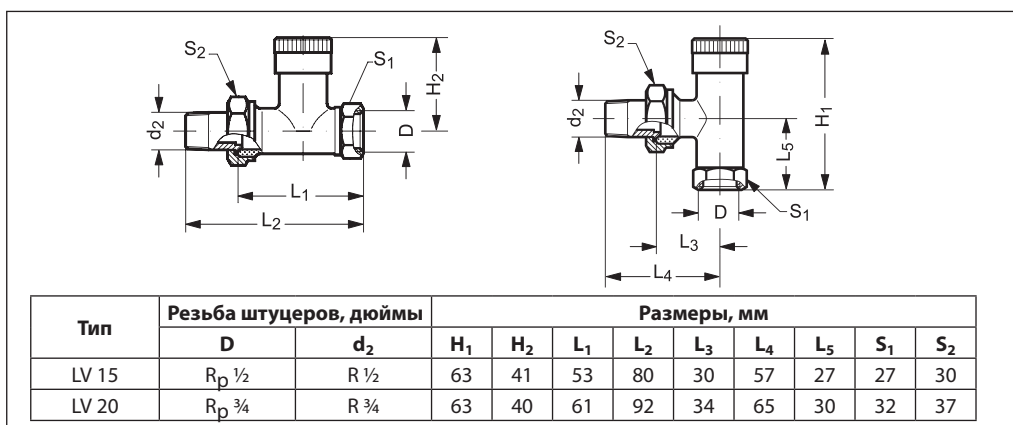 S₂
S₁
H₂
d₂
D
L₁
L₂
S₂
d₂
H₁
L₅
D
S₁
L₃
L₄
Тип Резьба штуцеров, дюймы Размеры, мм
D d₂ H₁ H₂ L₁ L₂ L₃ L₄ L₅ S₁ S₂
LV 15 Rp ½ R ½ 63 41 53 80 30 57 27 27 30
LV 20 Rp ¾ R ¾ 63 40 61 92 34 65 30 32 37